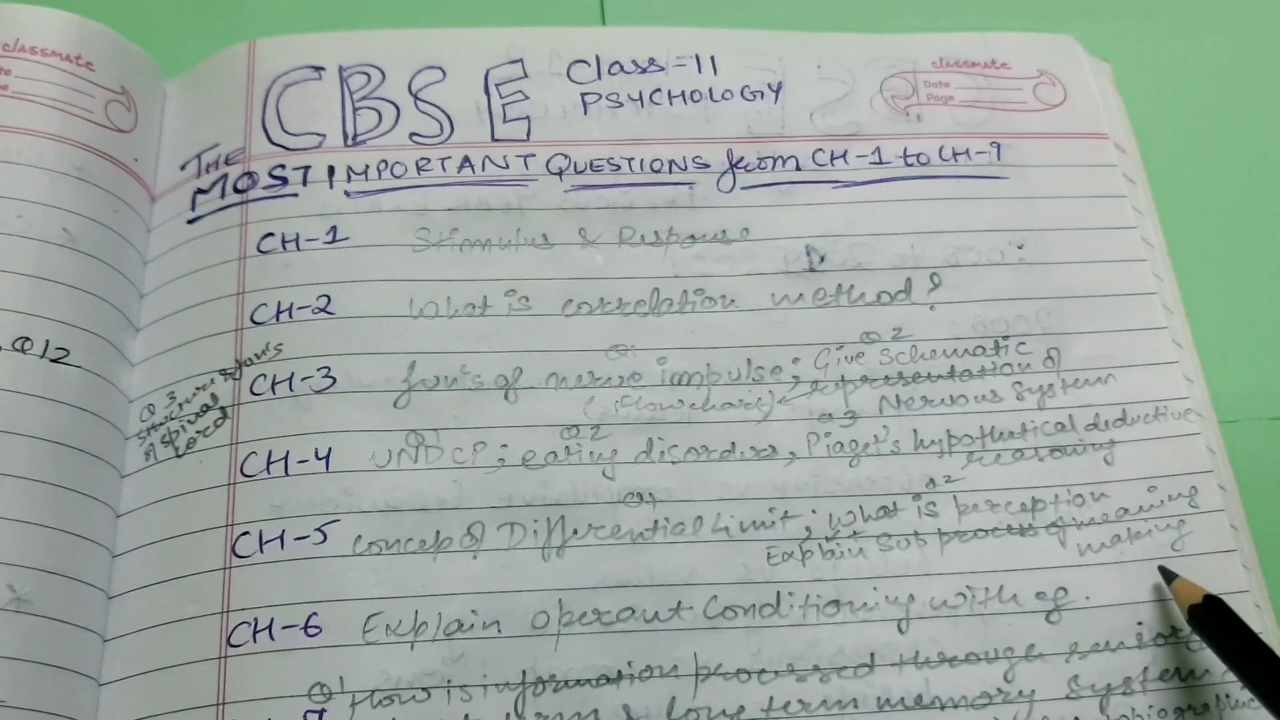 classmate
CBSE Class-11
PSYCHOLOGY
classmate
Date
Page
THE
MOST IMPORTANT QUESTIONS from CH-1 to CH-9
CH-1 Stimulus & Response
CH-2 What is correlation method?
Q12
CH-3 fun's of nerve impulse; Give Schematic
Q2
(flowchart) representation of
Q3 Nervous System
Q3
structure & fun's
of spinal
cord
Q1 Q2
CH-4 UNDCP; eating disorders, Piaget's hypothetical deductive
reasoning
Q1 Q2
CH-5 concept of Differential Limit; What is perception
Explain Sub process of meaning
making
CH-6 Explain operant Conditioning with eg.
Q1 How is information processed through sensory
& long term memory system